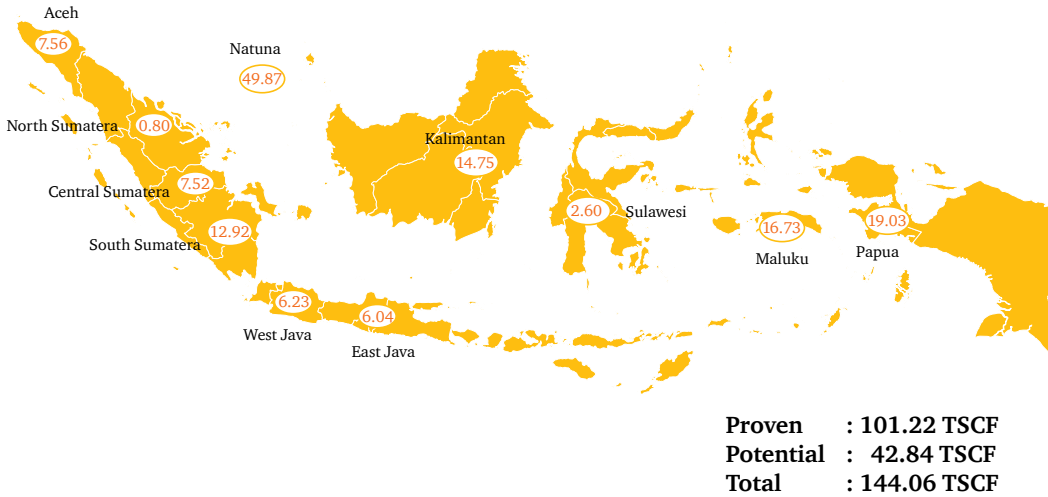 Aceh
7.56
Natuna
49.87
North Sumatera
0.80
Kalimantan
14.75
Central Sumatera
7.52
2.60
Sulawesi
South Sumatera
12.92
16.73
Maluku
19.03
Papua
6.23
West Java
6.04
East Java
Proven : 101.22 TSCF
Potential : 42.84 TSCF
Total : 144.06 TSCF